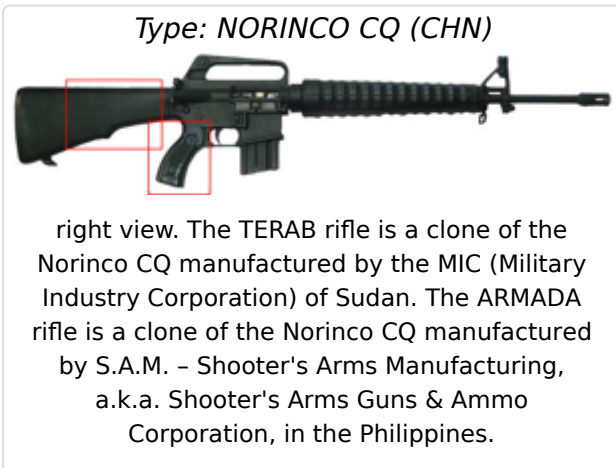 Type: NORINCO CQ (CHN)
right view. The TERAB rifle is a clone of the
Norinco CQ manufactured by the MIC (Military
Industry Corporation) of Sudan. The ARMADA
rifle is a clone of the Norinco CQ manufactured
by S.A.M. – Shooter's Arms Manufacturing,
a.k.a. Shooter's Arms Guns & Ammo
Corporation, in the Philippines.